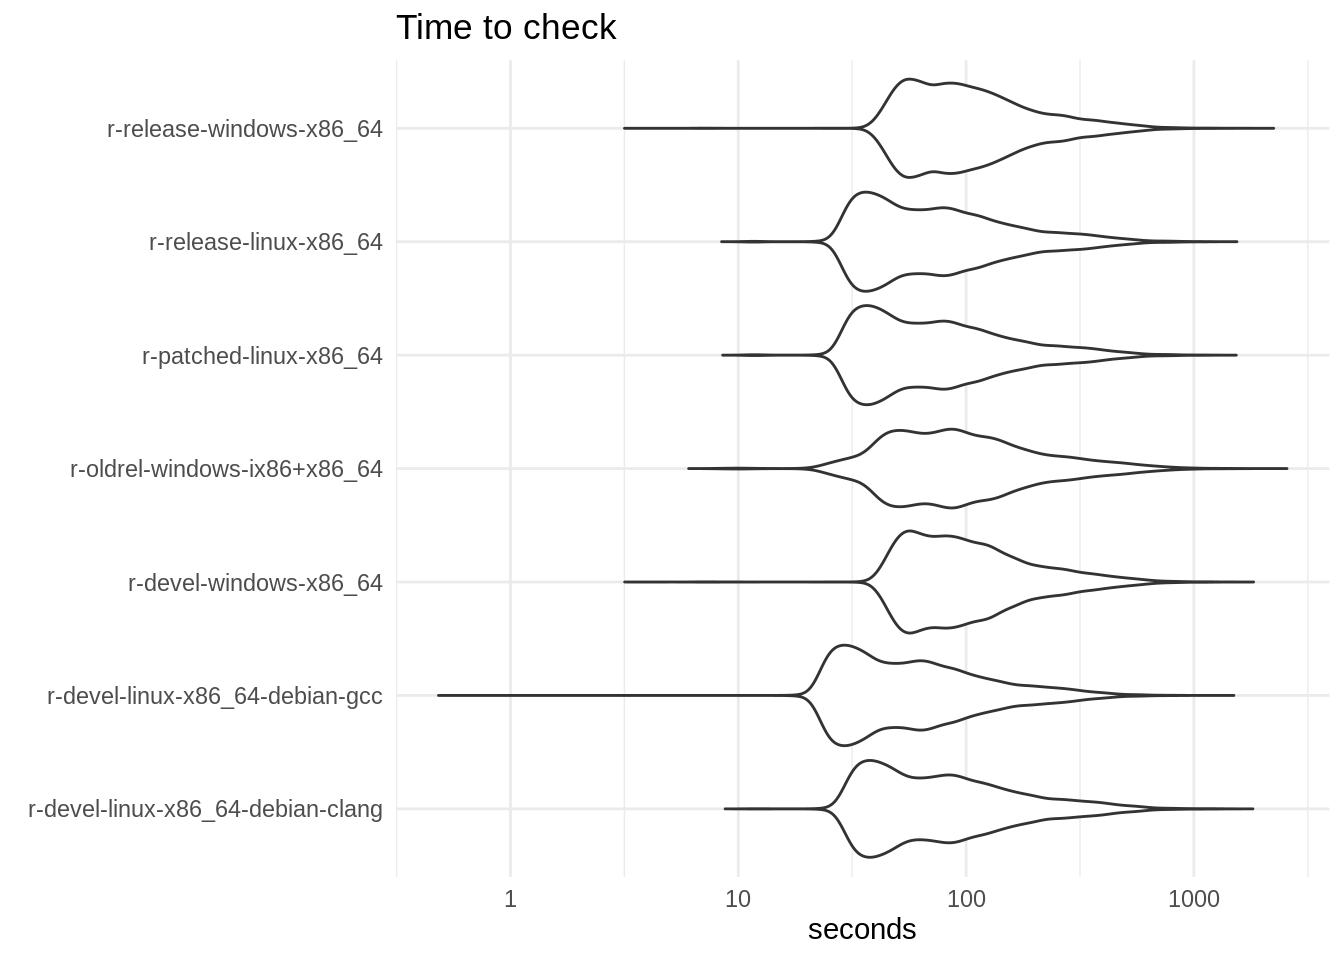 Time to check
r-release-windows-x86_64
r-release-linux-x86_64
r-patched-linux-x86_64
r-oldrel-windows-ix86+x86_64
r-devel-windows-x86_64
r-devel-linux-x86_64-debian-gcc
r-devel-linux-x86_64-debian-clang
1 10 100 1000
seconds